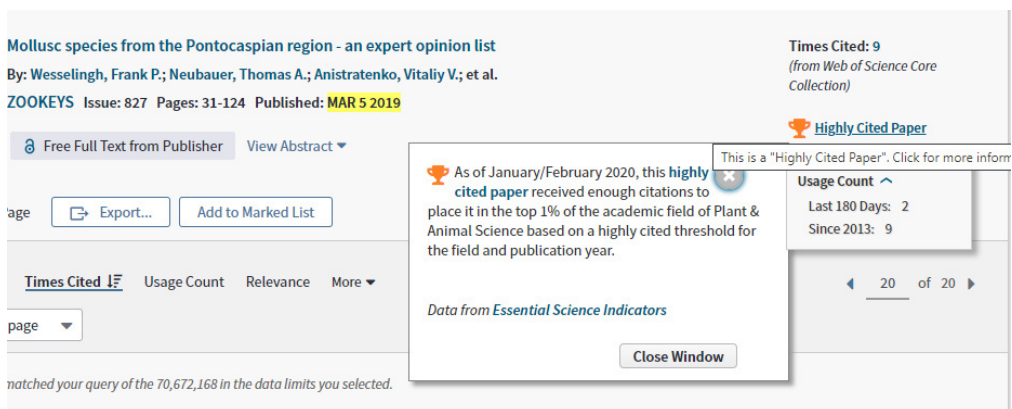 Mollusc species from the Pontocaspian region - an expert opinion list
By: Wesselingh, Frank P.; Neubauer, Thomas A.; Anistratenko, Vitaliy V.; et al.
ZOOKEYS Issue: 827 Pages: 31-124 Published: MAR 5 2019
Free Full Text from Publisher View Abstract
Times Cited: 9
(from Web of Science Core
Collection)
Highly Cited Paper
This is a "Highly Cited Paper". Click for more inform
Usage Count
Last 180 Days: 2
Since 2013: 9
As of January/February 2020, this highly
cited paper received enough citations to
place it in the top 1% of the academic field of Plant &
Animal Science based on a highly cited threshold for
the field and publication year.
Data from Essential Science Indicators
Close Window
age Export... Add to Marked List
Times Cited Usage Count Relevance More
20 of 20
page
matched your query of the 70,672,168 in the data limits you selected.